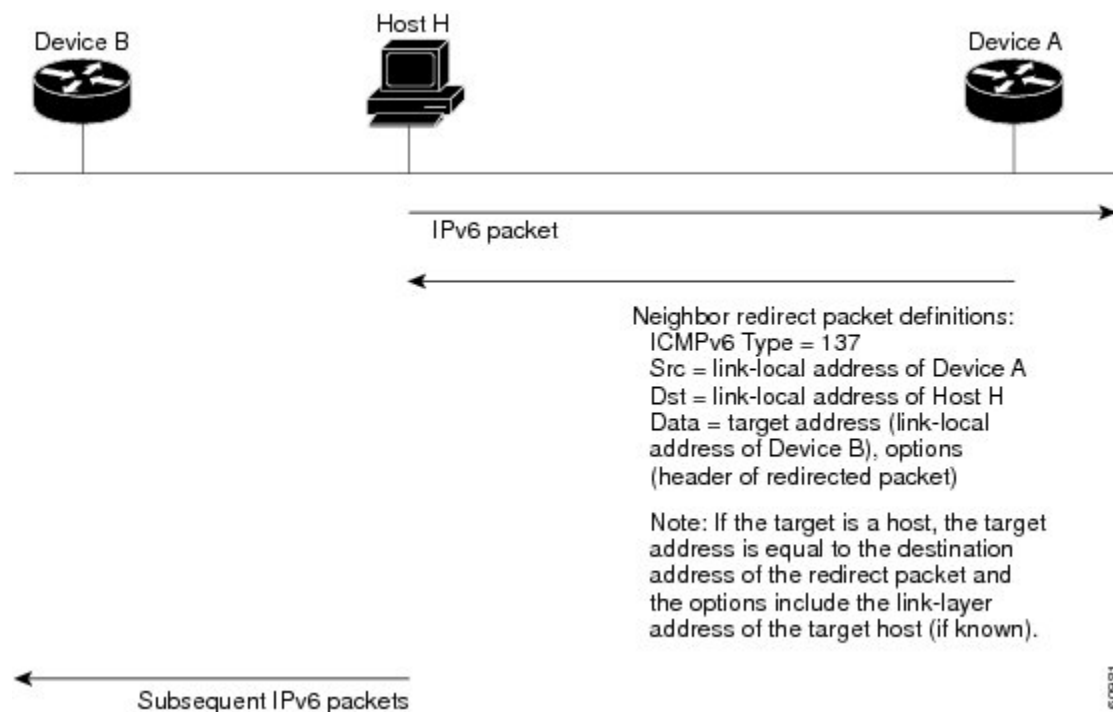 Host H
Device B
Device A
IPv6 packet
Neighbor redirect packet definitions:
ICMPv6 Type = 137
Src = link-local address of Device A
Dst = link-local address of Host H
Data = target address (link-local
address of Device B), options
(header of redirected packet)
Note: If the target is a host, the target
address is equal to the destination
address of the redirect packet and
the options include the link-layer
address of the target host (if known).
Subsequent IPv6 packets